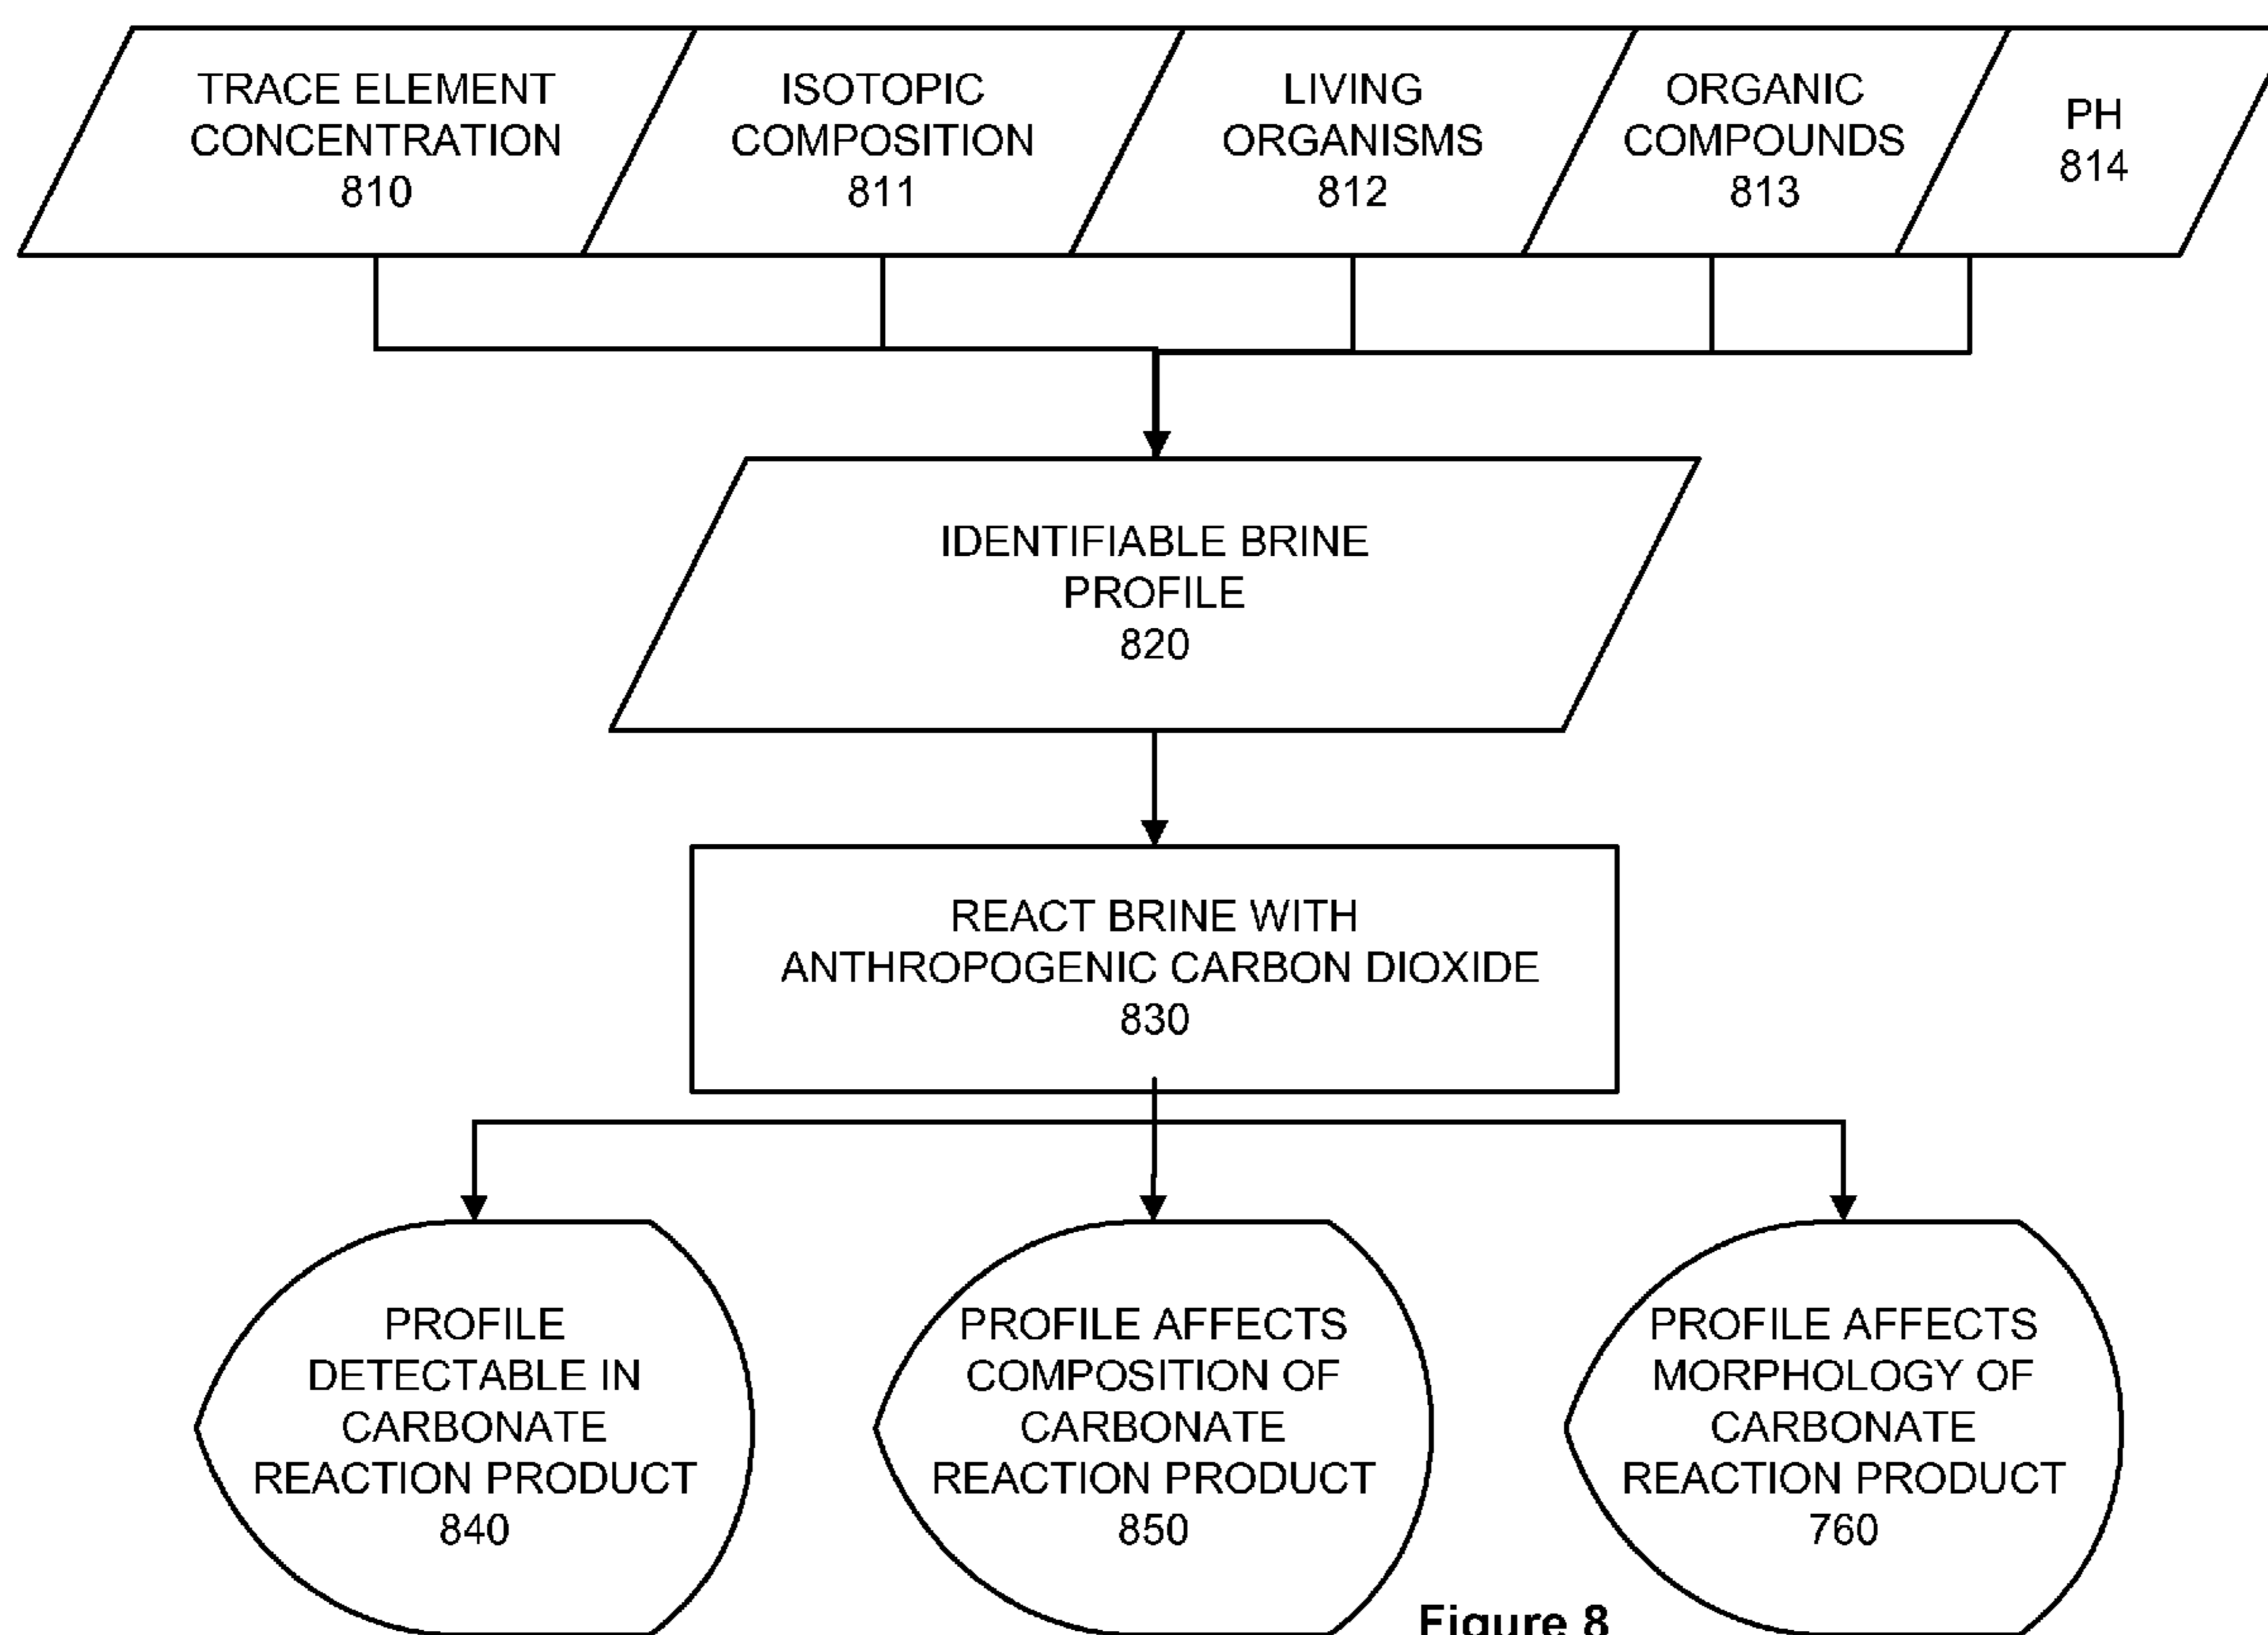 TRACE ELEMENT
CONCENTRATION
810
ISOTOPIC
COMPOSITION
811
LIVING
ORGANISMS
812
ORGANIC
COMPOUNDS
813
PH
814
IDENTIFIABLE BRINE
PROFILE
820
REACT BRINE WITH
ANTHROPOGENIC CARBON DIOXIDE
830
PROFILE
DETECTABLE IN
CARBONATE
REACTION PRODUCT
840
PROFILE AFFECTS
COMPOSITION OF
CARBONATE
REACTION PRODUCT
850
PROFILE AFFECTS
MORPHOLOGY OF
CARBONATE
REACTION PRODUCT
760
Figure 8